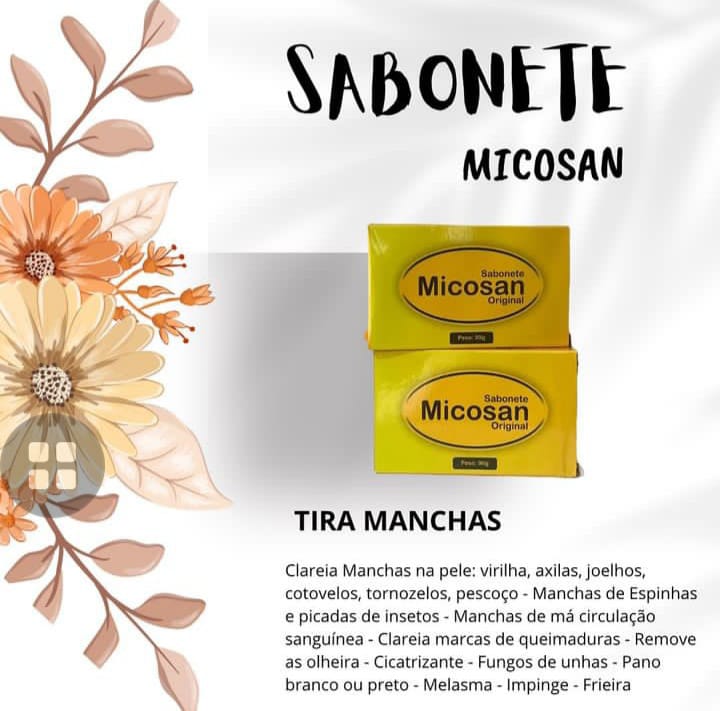 SABONETE
MICOSAN
Sabonete
Micosan
Original
Sabonete
Micosan
Original
TIRA MANCHAS
Clareia Manchas na pele: virilha, axilas, joelhos,
cotovelos, tornozelos, pescoço - Manchas de Espinhas
e picadas de insetos - Manchas de má circulação
sanguínea - Clareia marcas de queimaduras - Remove
as olheira - Cicatrizante - Fungos de unhas - Pano
branco ou preto - Melasma - Impinge - Frieira